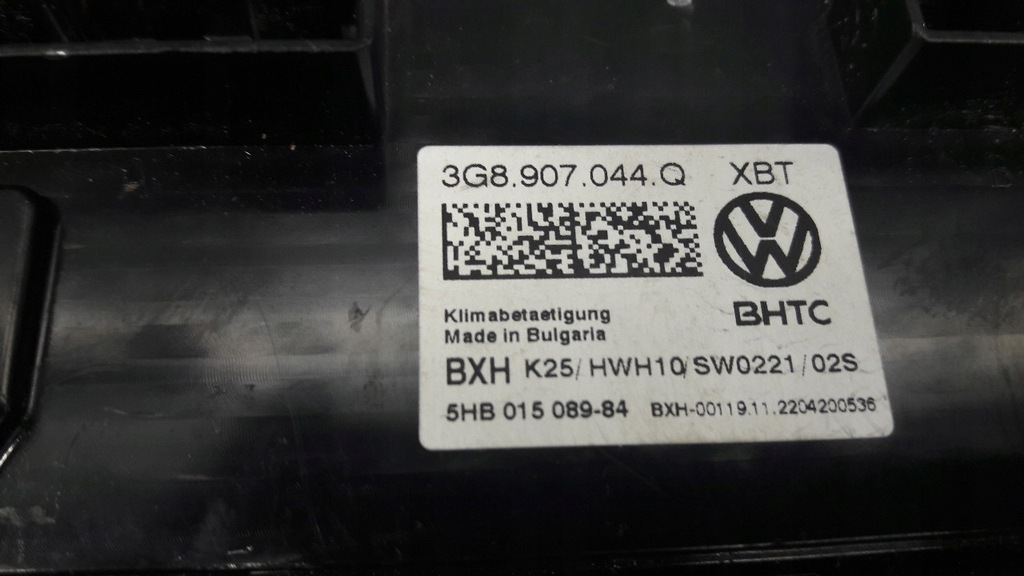 3G8.907.044.Q XBT
BHTC
Klimabetaetigung
Made in Bulgaria
BXH K25/HWH10/SW0221/02S
5HB 015 089-84 BXH-00119.11.2204200536